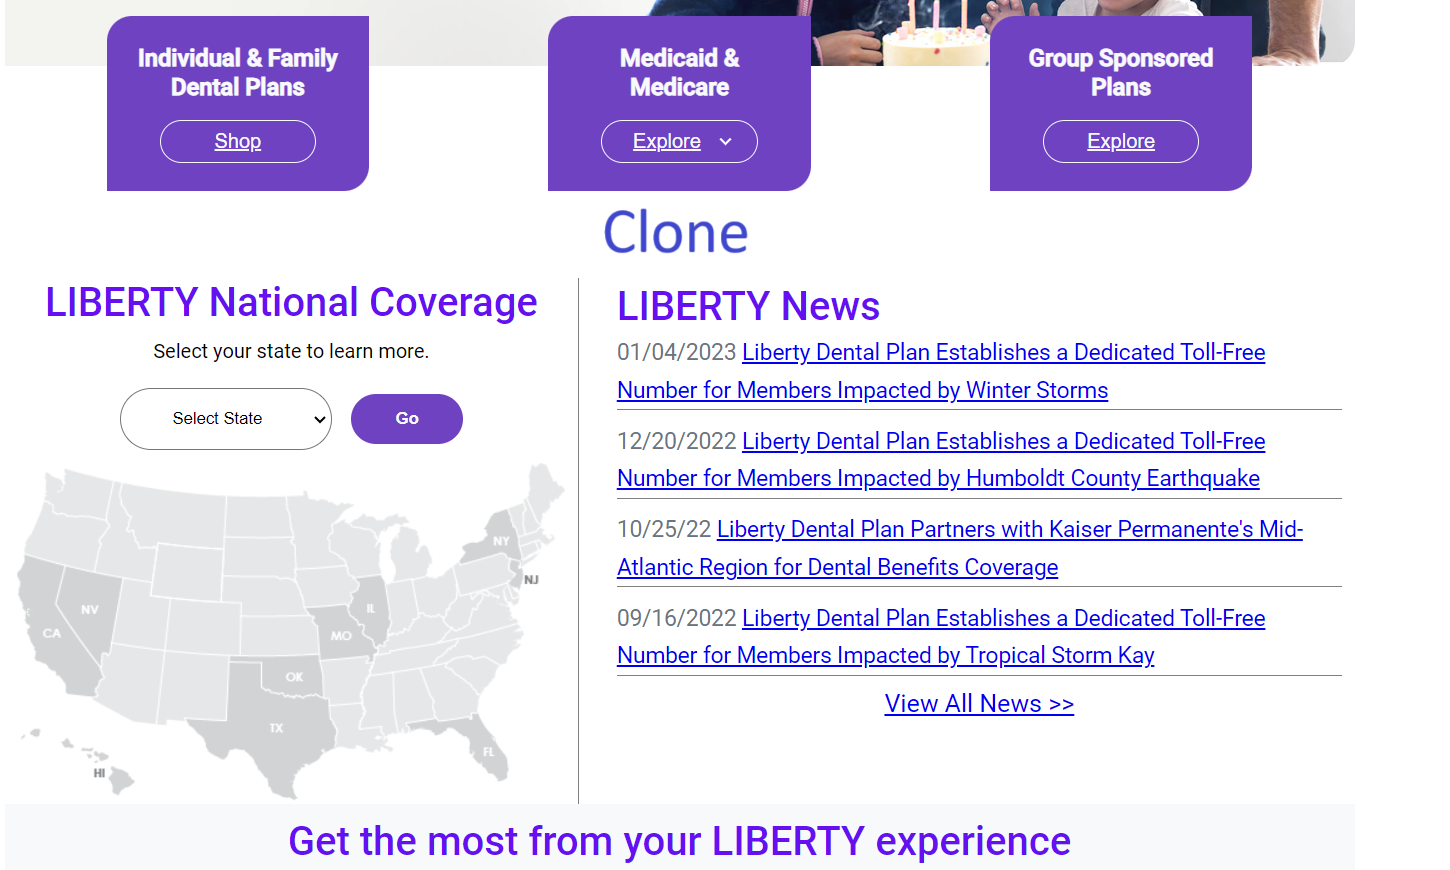 Individual & Family
Dental Plans
Shop
Medicaid &
Medicare
Explore
Group Sponsored
Plans
Explore
Clone
LIBERTY National Coverage
Select your state to learn more.
Select State
Go
NY
NJ
NV
IL
CA
MO
OK
TX
FL
HI
LIBERTY News
01/04/2023 Liberty Dental Plan Establishes a Dedicated Toll-Free
Number for Members Impacted by Winter Storms
12/20/2022 Liberty Dental Plan Establishes a Dedicated Toll-Free
Number for Members Impacted by Humboldt County Earthquake
10/25/22 Liberty Dental Plan Partners with Kaiser Permanente's Mid-
Atlantic Region for Dental Benefits Coverage
09/16/2022 Liberty Dental Plan Establishes a Dedicated Toll-Free
Number for Members Impacted by Tropical Storm Kay
View All News >>
Get the most from your LIBERTY experience